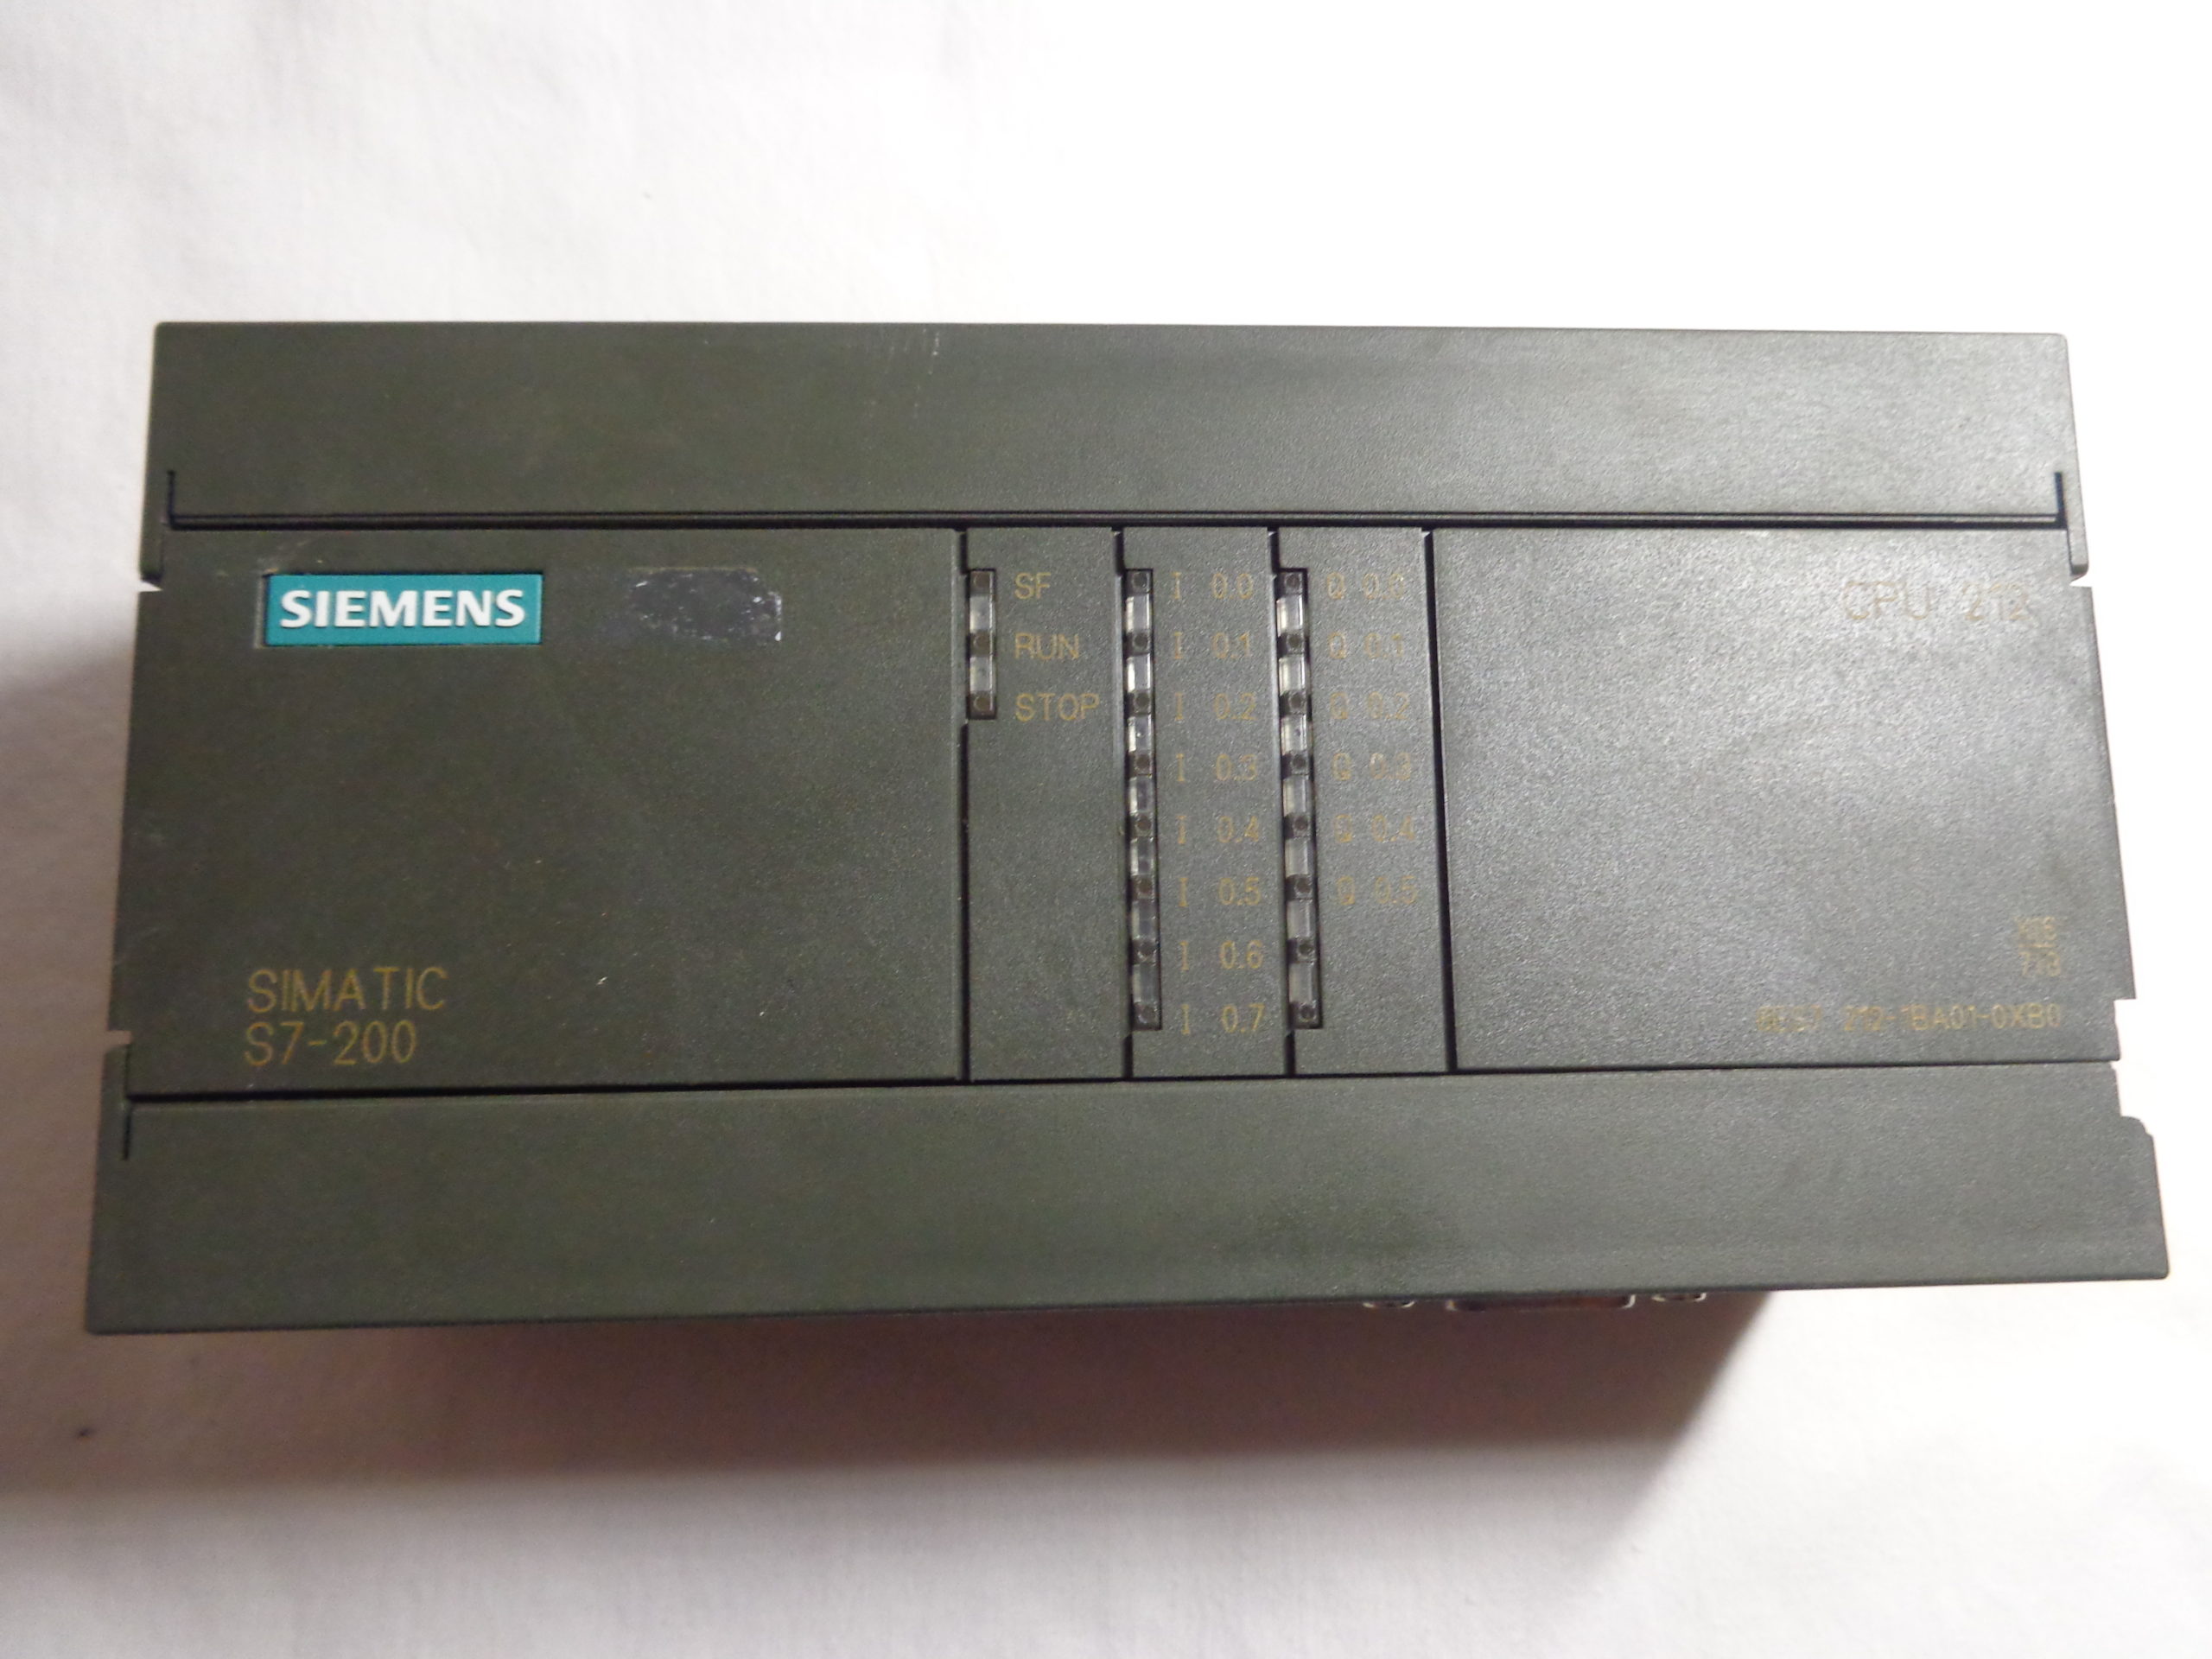 SIEMENS
SIMATIC
S7-200
SF
RUN
STOP
I 0.0
I 0.1
I 0.2
I 0.3
I 0.4
I 0.5
I 0.6
I 0.7
Q 0.0
Q 0.1
Q 0.2
Q 0.3
Q 0.4
Q 0.5
CPU 212
6ES7 212-1BA01-0XB0